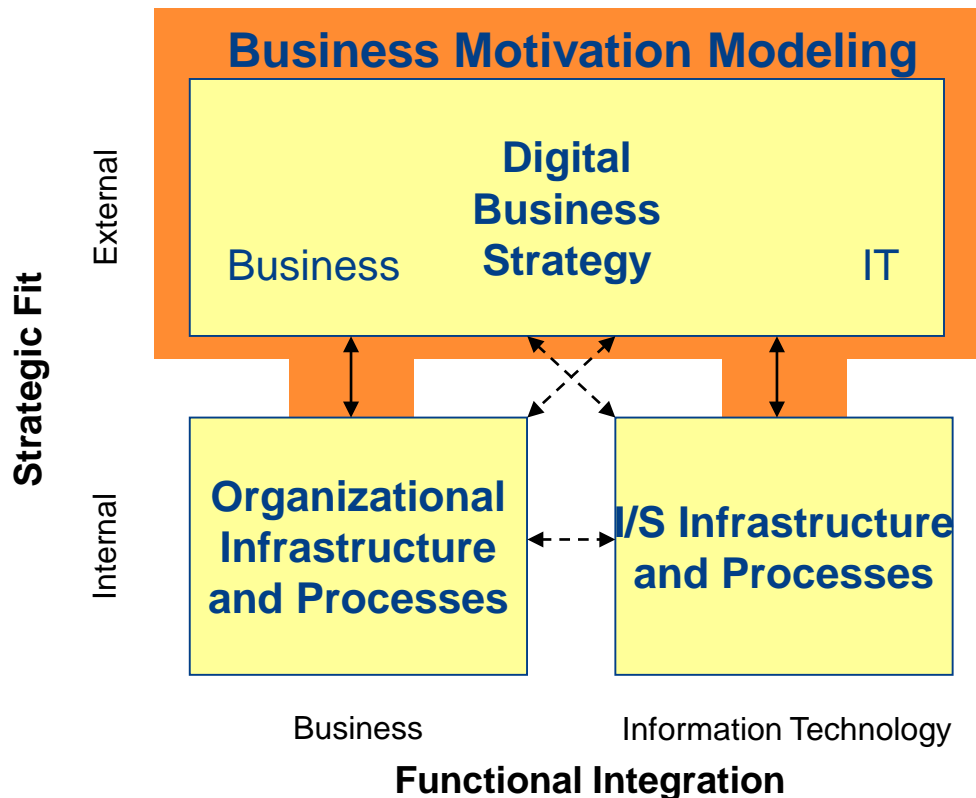 Business Motivation Modeling
Digital
Business
Strategy
Business
IT
External
Strategic Fit
Internal
Organizational
Infrastructure
and Processes
I/S Infrastructure
and Processes
Business
Information Technology
Functional Integration